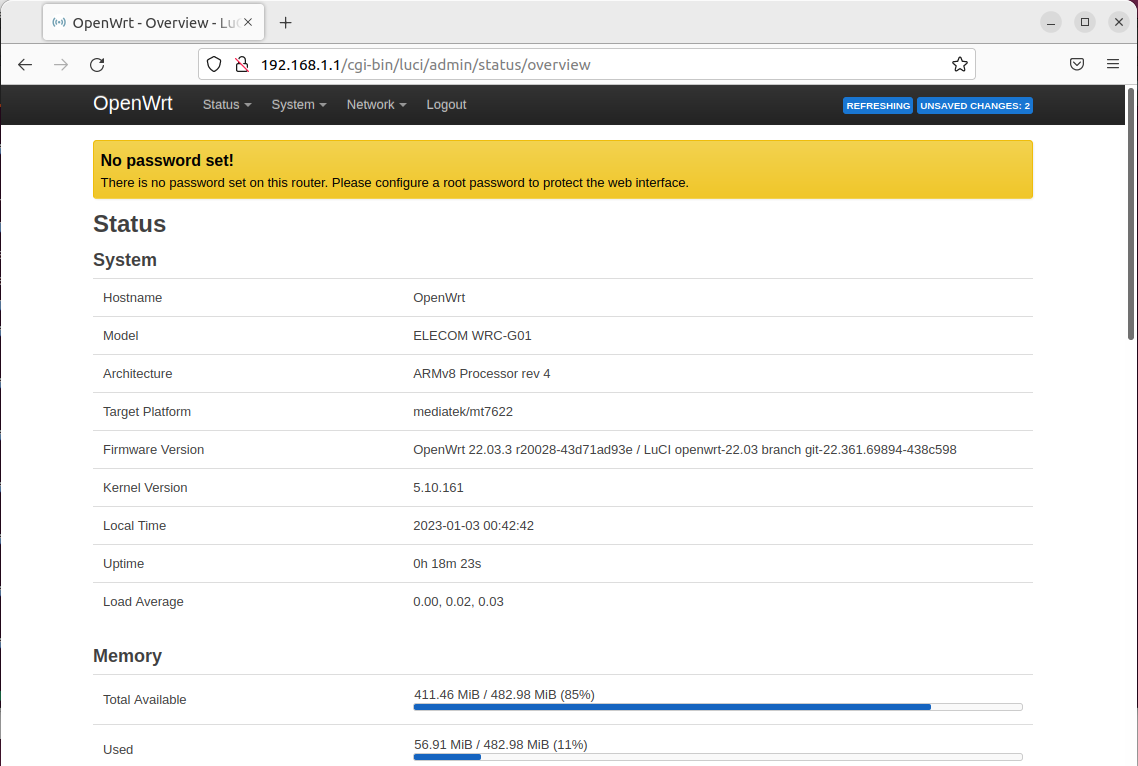 OpenWrt - Overview - LuC
192.168.1.1/cgi-bin/luci/admin/status/overview
OpenWrt Status System Network Logout REFRESHING UNSAVED CHANGES: 2
No password set!
There is no password set on this router. Please configure a root password to protect the web interface.
Status
System
Hostname OpenWrt
Model ELECOM WRC-G01
Architecture ARMv8 Processor rev 4
Target Platform mediatek/mt7622
Firmware Version OpenWrt 22.03.3 r20028-43d71ad93e / LuCI openwrt-22.03 branch git-22.361.69894-438c598
Kernel Version 5.10.161
Local Time 2023-01-03 00:42:42
Uptime 0h 18m 23s
Load Average 0.00, 0.02, 0.03
Memory
Total Available 411.46 MiB / 482.98 MiB (85%)
Used 56.91 MiB / 482.98 MiB (11%)